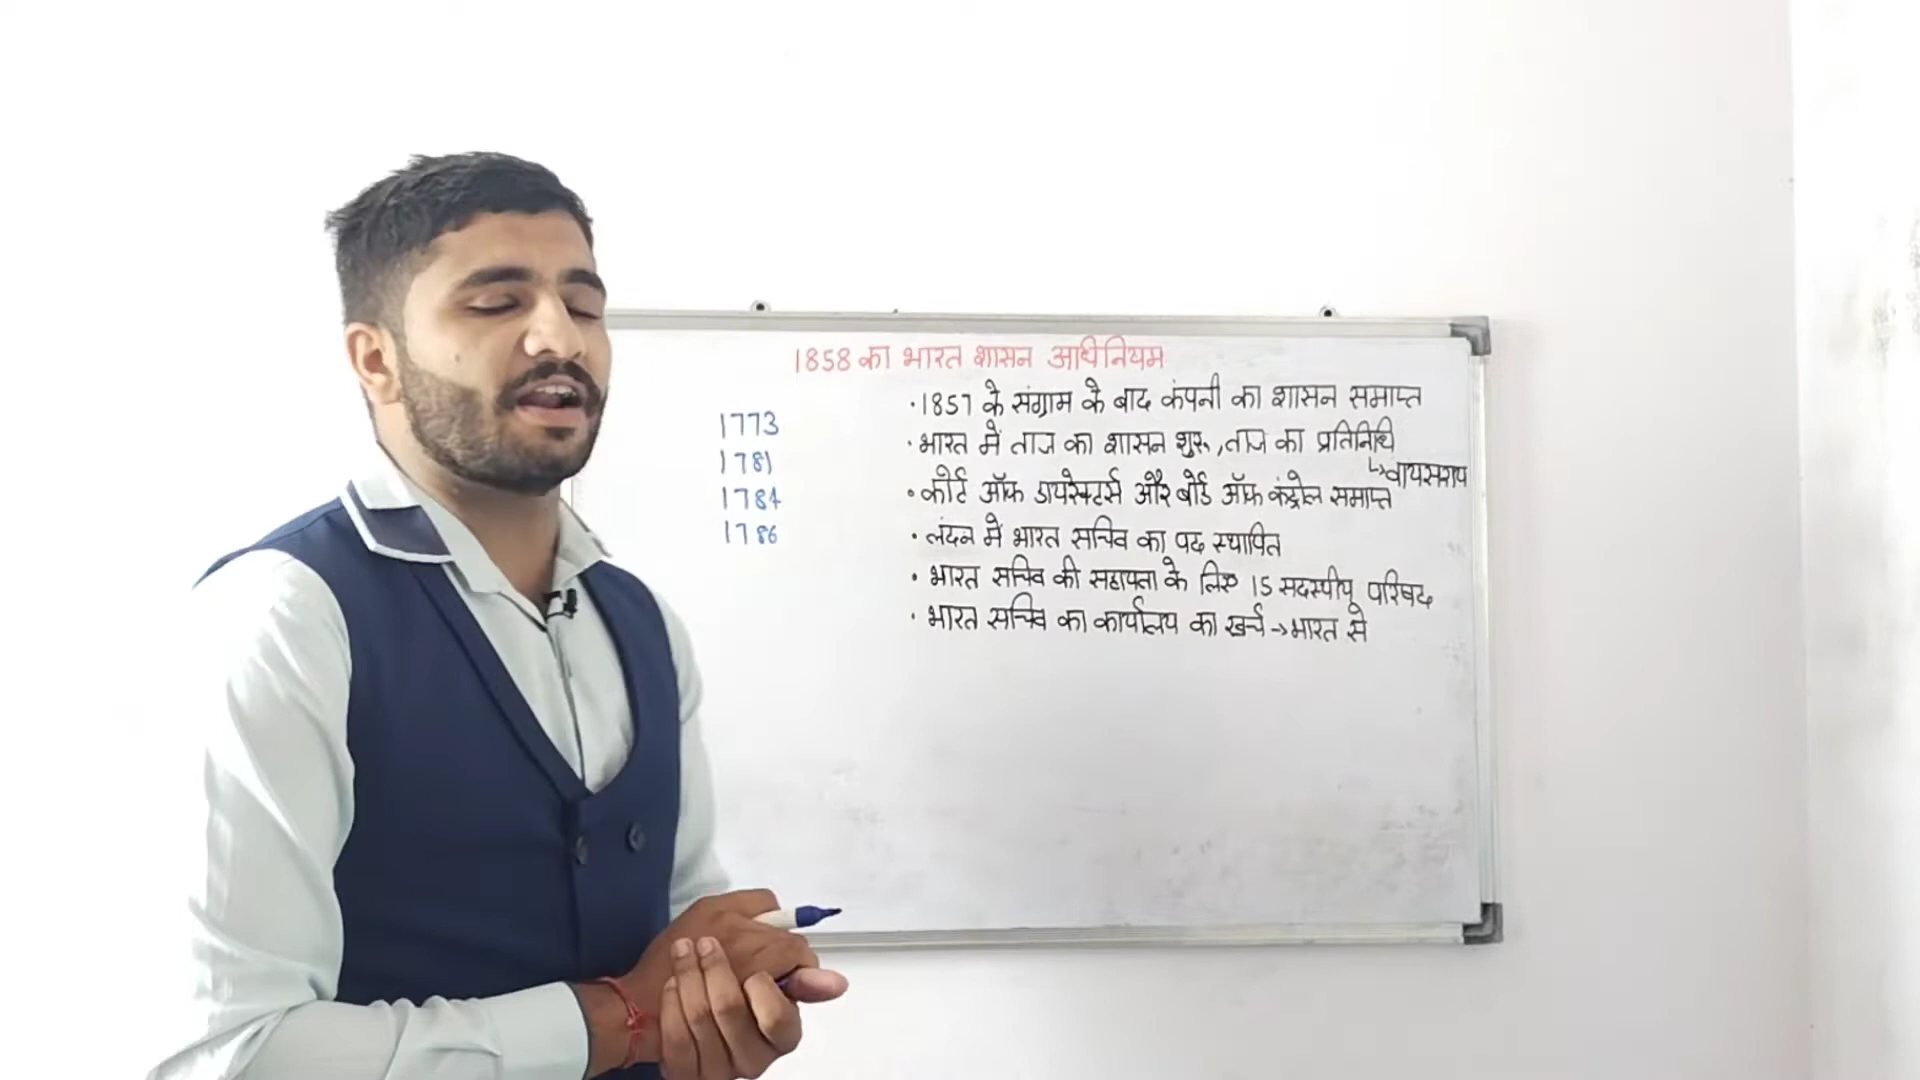 1858 का भारत शासन अधिनियम
1773
1781
1784
1786
• 1857 के संग्राम के बाद कंपनी का शासन समाप्त
• भारत में ताज का शासन शुरू, ताज का प्रतिनिधि
↳ वायसराय
• कोर्ट ऑफ डायरेक्टर्स और बोर्ड ऑफ कंट्रोल समाप्त
• लंदन में भारत सचिव का पद स्थापित
• भारत सचिव की सहायता के लिए 15 सदस्यीय परिषद
• भारत सचिव का कार्यालय का खर्च → भारत से